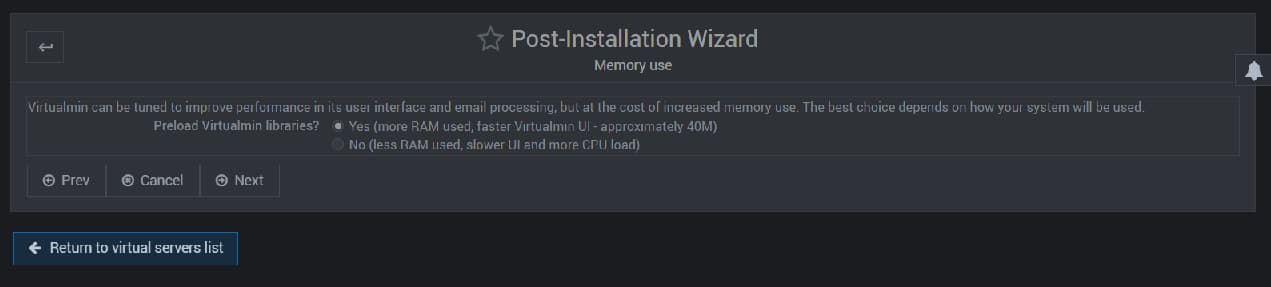 Post-Installation Wizard
Memory use
Virtualmin can be tuned to improve performance in its user interface and email processing, but at the cost of increased memory use. The best choice depends on how your system will be used.
Preload Virtualmin libraries? Yes (more RAM used, faster Virtualmin UI - approximately 40M)
No (less RAM used, slower UI and more CPU load)
Prev Cancel Next
Return to virtual servers list